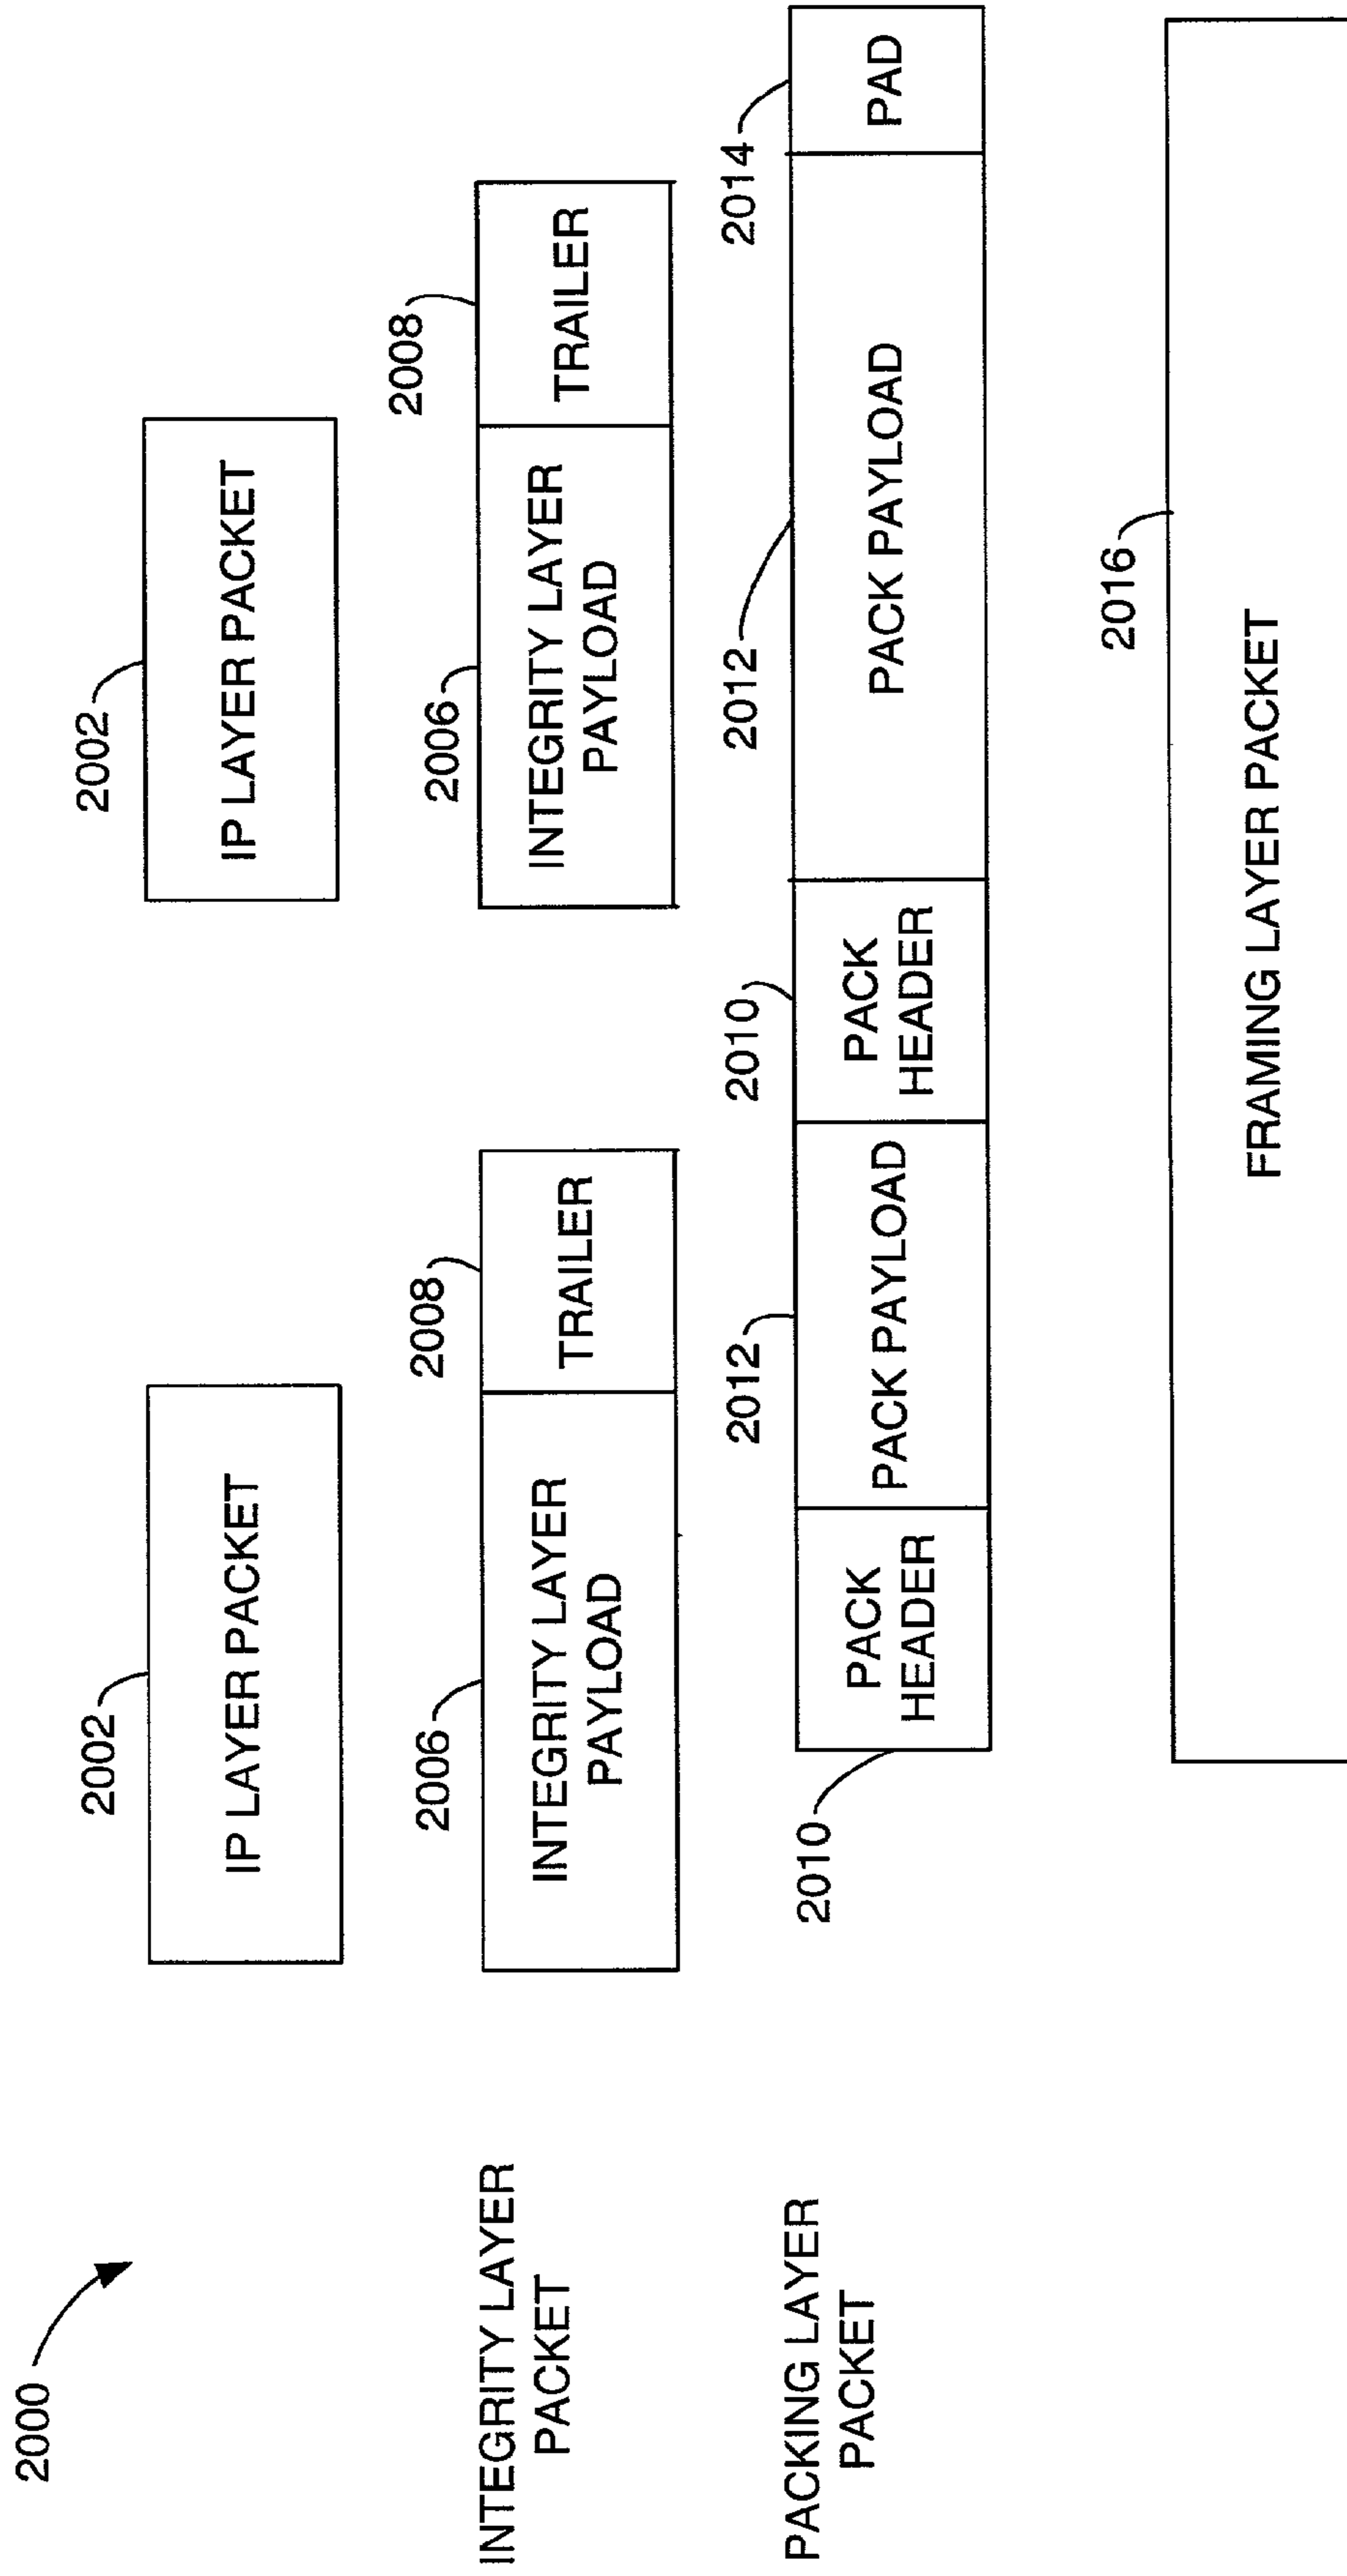 2000
2002
2002
IP LAYER PACKET
IP LAYER PACKET
INTEGRITY LAYER
PACKET
2006
2008
2006
2008
INTEGRITY LAYER
PAYLOAD
TRAILER
INTEGRITY LAYER
PAYLOAD
TRAILER
PACKING LAYER
PACKET
2010
2012
2010
2012
2014
PACK
HEADER
PACK PAYLOAD
PACK
HEADER
PACK PAYLOAD
PAD
2016
FRAMING LAYER PACKET